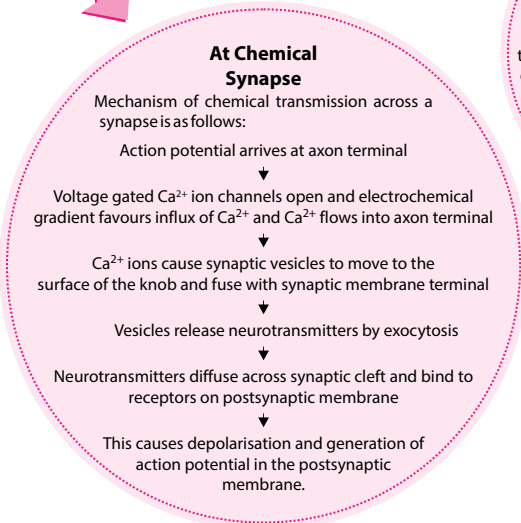 At Chemical
Synapse
Mechanism of chemical transmission across a
synapse is as follows:
Action potential arrives at axon terminal
Voltage gated Ca²⁺ ion channels open and electrochemical
gradient favours influx of Ca²⁺ and Ca²⁺ flows into axon terminal
Ca²⁺ ions cause synaptic vesicles to move to the
surface of the knob and fuse with synaptic membrane terminal
Vesicles release neurotransmitters by exocytosis
Neurotransmitters diffuse across synaptic cleft and bind to
receptors on postsynaptic membrane
This causes depolarisation and generation of
action potential in the postsynaptic
membrane.